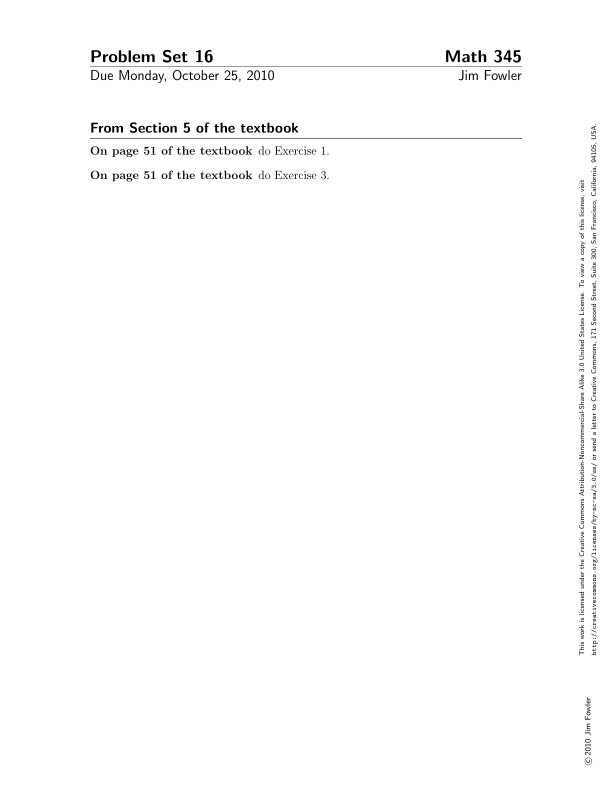 Problem Set 16 Math 345
Due Monday, October 25, 2010 Jim Fowler
From Section 5 of the textbook
On page 51 of the textbook do Exercise 1.
On page 51 of the textbook do Exercise 3.
This work is licensed under the Creative Commons Attribution-Noncommercial-Share Alike 3.0 United States License. To view a copy of this license, visit
http://creativecommons.org/licenses/by-nc-sa/3.0/us/ or send a letter to Creative Commons, 171 Second Street, Suite 300, San Francisco, California, 94105, USA.
© 2010 Jim Fowler